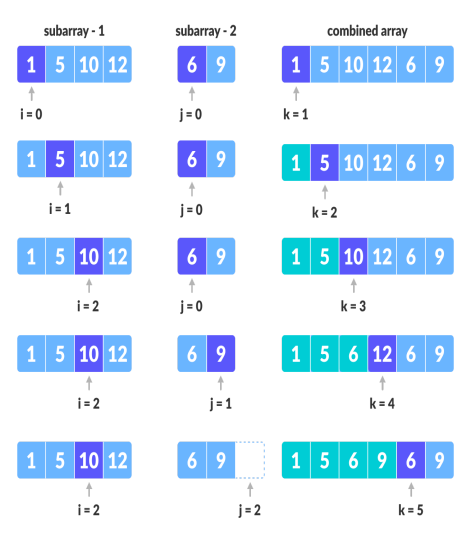 subarray - 1 subarray - 2 combined array
1 5 10 12 6 9 1 5 10 12 6 9
i = 0 j = 0 k = 1
1 5 10 12 6 9 1 5 10 12 6 9
i = 1 j = 0 k = 2
1 5 10 12 6 9 1 5 10 12 6 9
i = 2 j = 0 k = 3
1 5 10 12 6 9 1 5 6 12 6 9
i = 2 j = 1 k = 4
1 5 10 12 6 9 1 5 6 9 6 9
i = 2 j = 2 k = 5